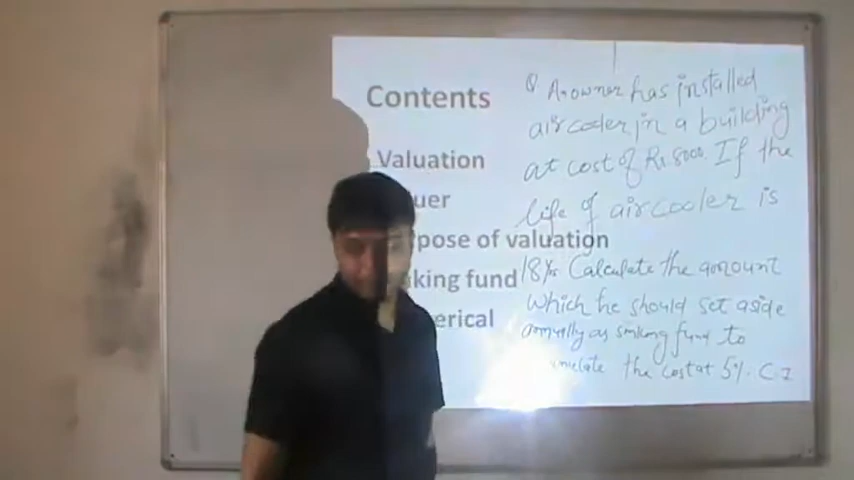 Contents
Valuation
uer
pose of valuation
king fund
erical
Q A owner has installed
air cooler in a building
at cost of Rs 8000. If the
life of air cooler is
18 Yrs Calculate the amount
which he should set aside
annually as sinking fund to
mulate the cost at 5%. C.I